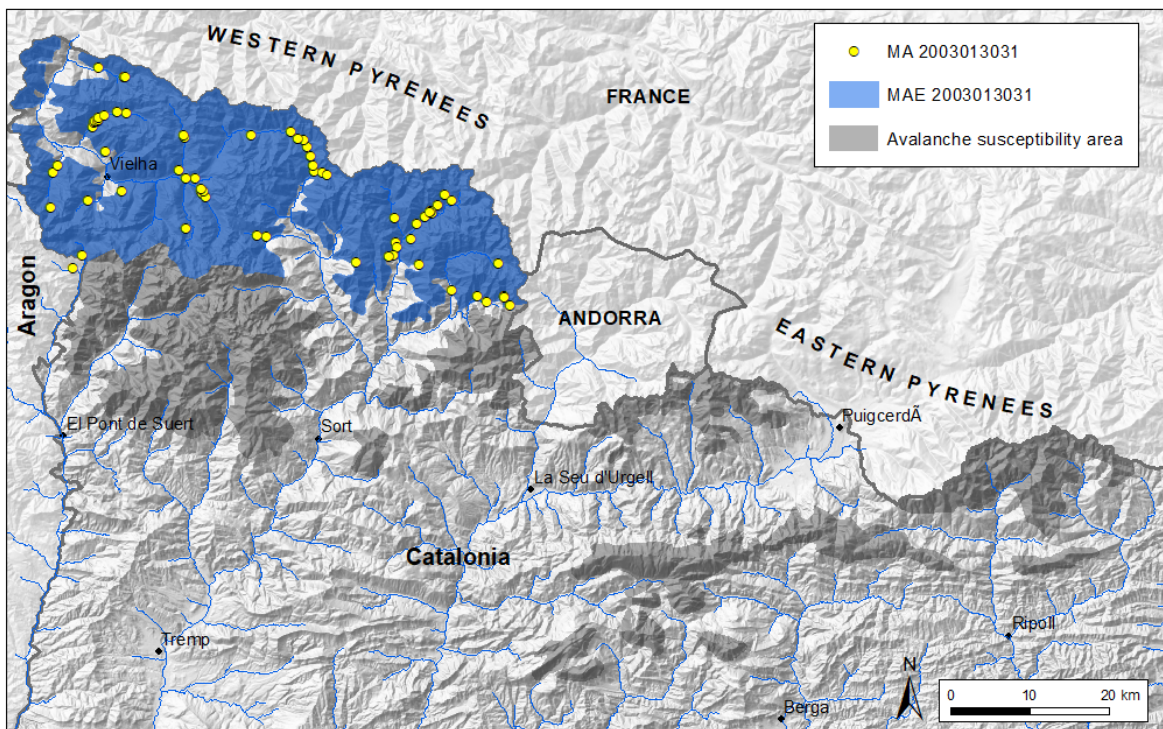 WESTERN PYRENEES
FRANCE
MA 2003013031
MAE 2003013031
Avalanche susceptibility area
Vielha
Aragon
ANDORRA
EASTERN PYRENEES
El Pont de Suert
Sort
PuigcerdÃ
La Seu d'Urgell
Catalonia
Tremp
Ripoll
Berga
N
0 10 20 km